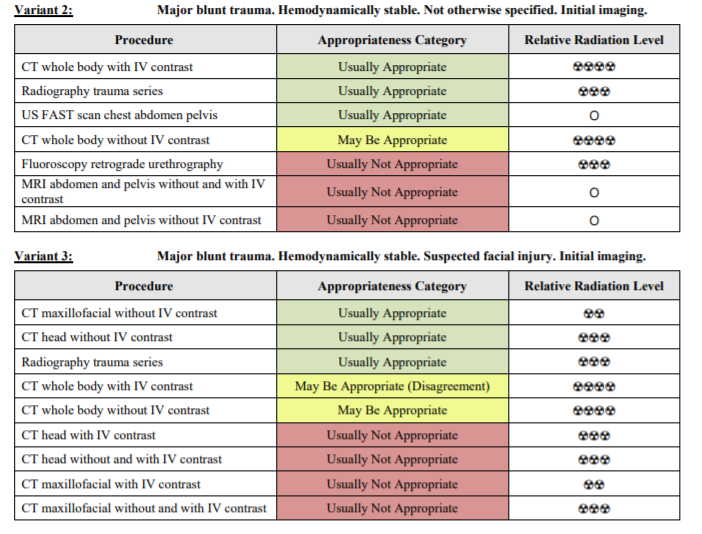 Variant 2: Major blunt trauma. Hemodynamically stable. Not otherwise specified. Initial imaging.
Procedure Appropriateness Category Relative Radiation Level
CT whole body with IV contrast Usually Appropriate ☢☢☢☢
Radiography trauma series Usually Appropriate ☢☢☢
US FAST scan chest abdomen pelvis Usually Appropriate O
CT whole body without IV contrast May Be Appropriate ☢☢☢☢
Fluoroscopy retrograde urethrography Usually Not Appropriate ☢☢☢
MRI abdomen and pelvis without and with IV
contrast Usually Not Appropriate O
MRI abdomen and pelvis without IV contrast Usually Not Appropriate O
Variant 3: Major blunt trauma. Hemodynamically stable. Suspected facial injury. Initial imaging.
Procedure Appropriateness Category Relative Radiation Level
CT maxillofacial without IV contrast Usually Appropriate ☢☢
CT head without IV contrast Usually Appropriate ☢☢☢
Radiography trauma series Usually Appropriate ☢☢☢
CT whole body with IV contrast May Be Appropriate (Disagreement) ☢☢☢☢
CT whole body without IV contrast May Be Appropriate ☢☢☢☢
CT head with IV contrast Usually Not Appropriate ☢☢☢
CT head without and with IV contrast Usually Not Appropriate ☢☢☢
CT maxillofacial with IV contrast Usually Not Appropriate ☢☢
CT maxillofacial without and with IV contrast Usually Not Appropriate ☢☢☢